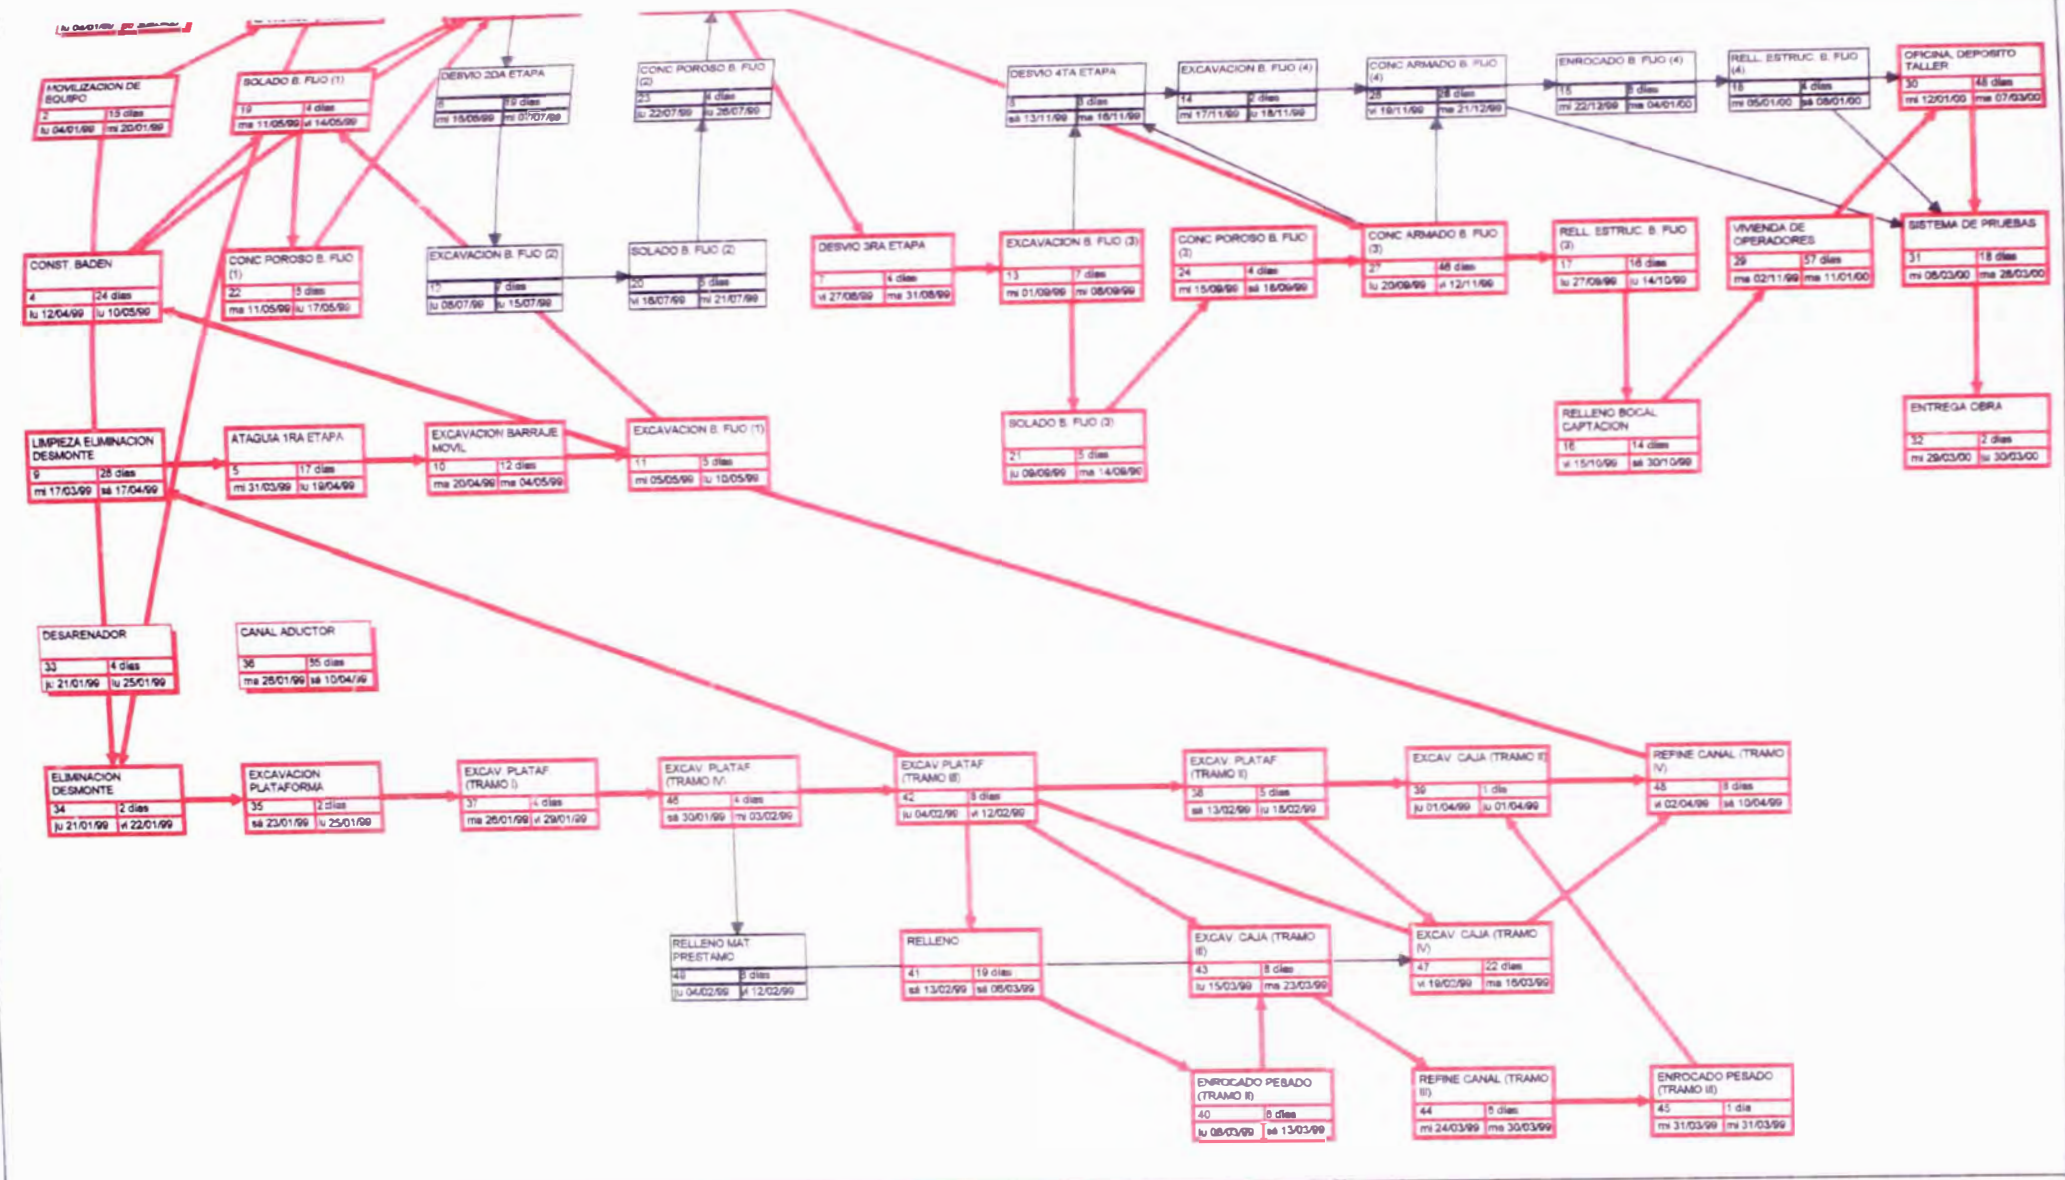 lu 04/01/99
MOVILIZACION DE
EQUIPO
2 15 días
lu 04/01/99 mi 20/01/99
SOLADO B. FIJO (1)
19 4 días
ma 11/05/99 vi 14/05/99
DESVIO 2DA ETAPA
6 19 días
mi 16/06/99 mi 07/07/99
CONC POROSO B. FIJO
(2)
23 4 días
ju 22/07/99 lu 26/07/99
DESVIO 4TA ETAPA
8 3 días
sá 13/11/99 ma 16/11/99
EXCAVACION B. FIJO (4)
14 2 días
mi 17/11/99 ju 18/11/99
CONC ARMADO B. FIJO
(4)
28 28 días
vi 19/11/99 ma 21/12/99
ENROCADO B. FIJO (4)
15 8 días
mi 22/12/99 ma 04/01/00
RELL. ESTRUC. B. FIJO
(4)
18 4 días
mi 05/01/00 sá 08/01/00
OFICINA, DEPOSITO
TALLER
30 48 días
mi 12/01/00 ma 07/03/00
CONST. BADEN
4 24 días
lu 12/04/99 lu 10/05/99
CONC POROSO B. FIJO
(1)
22 5 días
ma 11/05/99 lu 17/05/99
EXCAVACION B. FIJO (2)
12 7 días
ju 08/07/99 ju 15/07/99
SOLADO B. FIJO (2)
20 5 días
vi 16/07/99 mi 21/07/99
DESVIO 3RA ETAPA
7 4 días
vi 27/08/99 ma 31/08/99
EXCAVACION B. FIJO (3)
13 7 días
mi 01/09/99 mi 08/09/99
CONC POROSO B. FIJO
(3)
24 4 días
mi 15/09/99 sá 18/09/99
CONC ARMADO B. FIJO
(3)
27 46 días
lu 20/09/99 vi 12/11/99
RELL. ESTRUC. B. FIJO
(3)
17 16 días
lu 27/09/99 ju 14/10/99
VIVIENDA DE
OPERADORES
29 57 días
ma 02/11/99 ma 11/01/00
SISTEMA DE PRUEBAS
31 18 días
mi 08/03/00 ma 28/03/00
LIMPIEZA ELIMINACION
DESMONTE
9 28 días
mi 17/03/99 sá 17/04/99
ATAGUIA 1RA ETAPA
5 17 días
mi 31/03/99 lu 19/04/99
EXCAVACION BARRAJE
MOVIL
10 12 días
ma 20/04/99 ma 04/05/99
EXCAVACION B. FIJO (1)
11 5 días
mi 05/05/99 lu 10/05/99
SOLADO B. FIJO (3)
21 5 días
ju 09/09/99 ma 14/09/99
RELLENO BOCAL
CAPTACION
16 14 días
vi 15/10/99 sá 30/10/99
ENTREGA OBRA
32 2 días
mi 29/03/00 ju 30/03/00
DESARENADOR
33 4 días
ju 21/01/99 lu 25/01/99
CANAL ADUCTOR
36 55 días
ma 26/01/99 sá 10/04/99
ELIMINACION
DESMONTE
34 2 días
ju 21/01/99 vi 22/01/99
EXCAVACION
PLATAFORMA
35 2 días
sá 23/01/99 lu 25/01/99
EXCAV. PLATAF
(TRAMO I)
37 4 días
ma 26/01/99 vi 29/01/99
EXCAV. PLATAF
(TRAMO IV)
46 4 días
sá 30/01/99 mi 03/02/99
EXCAV PLATAF
(TRAMO III)
42 8 días
ju 04/02/99 vi 12/02/99
EXCAV. PLATAF
(TRAMO II)
38 5 días
sá 13/02/99 ju 18/02/99
EXCAV. CAJA (TRAMO II)
39 1 día
ju 01/04/99 ju 01/04/99
REFINE CANAL (TRAMO
IV)
48 8 días
vi 02/04/99 sá 10/04/99
RELLENO MAT
PRESTAMO
49 8 días
ju 04/02/99 vi 12/02/99
RELLENO
41 19 días
sá 13/02/99 sá 06/03/99
EXCAV. CAJA (TRAMO
III)
43 8 días
lu 15/03/99 ma 23/03/99
EXCAV. CAJA (TRAMO
IV)
47 22 días
vi 19/02/99 ma 16/03/99
ENROCADO PESADO
(TRAMO II)
40 6 días
lu 08/03/99 sá 13/03/99
REFINE CANAL (TRAMO
III)
44 6 días
mi 24/03/99 ma 30/03/99
ENROCADO PESADO
(TRAMO III)
45 1 día
mi 31/03/99 mi 31/03/99